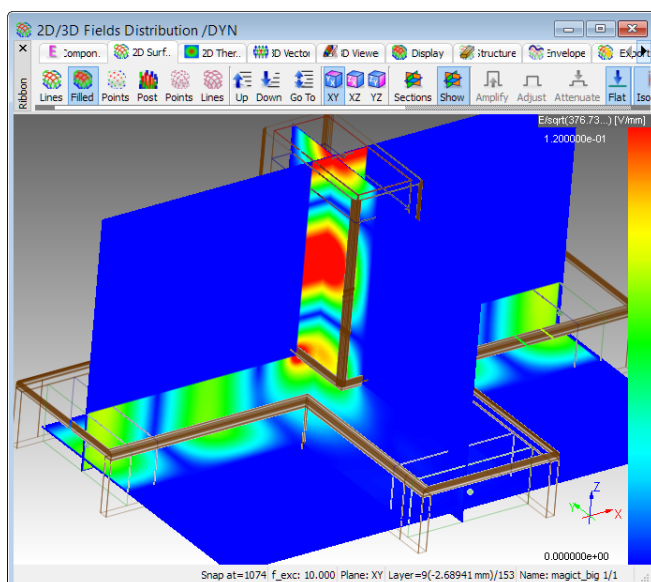 2D/3D Fields Distribution /DYN
E Compon. 2D Surf.. 2D Ther.. 3D Vector 3D Viewe Display Structure Envelope Export
Ribbon
Lines Filled Points Post Points Lines Up Down Go To XY XZ YZ Sections Show Amplify Adjust Attenuate Flat Iso
E/sqrt(376.73...) [V/mm]
1.200000e-01
Z
Y
X
0.000000e+00
Snap at=1074 f_exc: 10.000 Plane: XY Layer=9(-2.68941 mm)/153 Name: magict_big 1/1